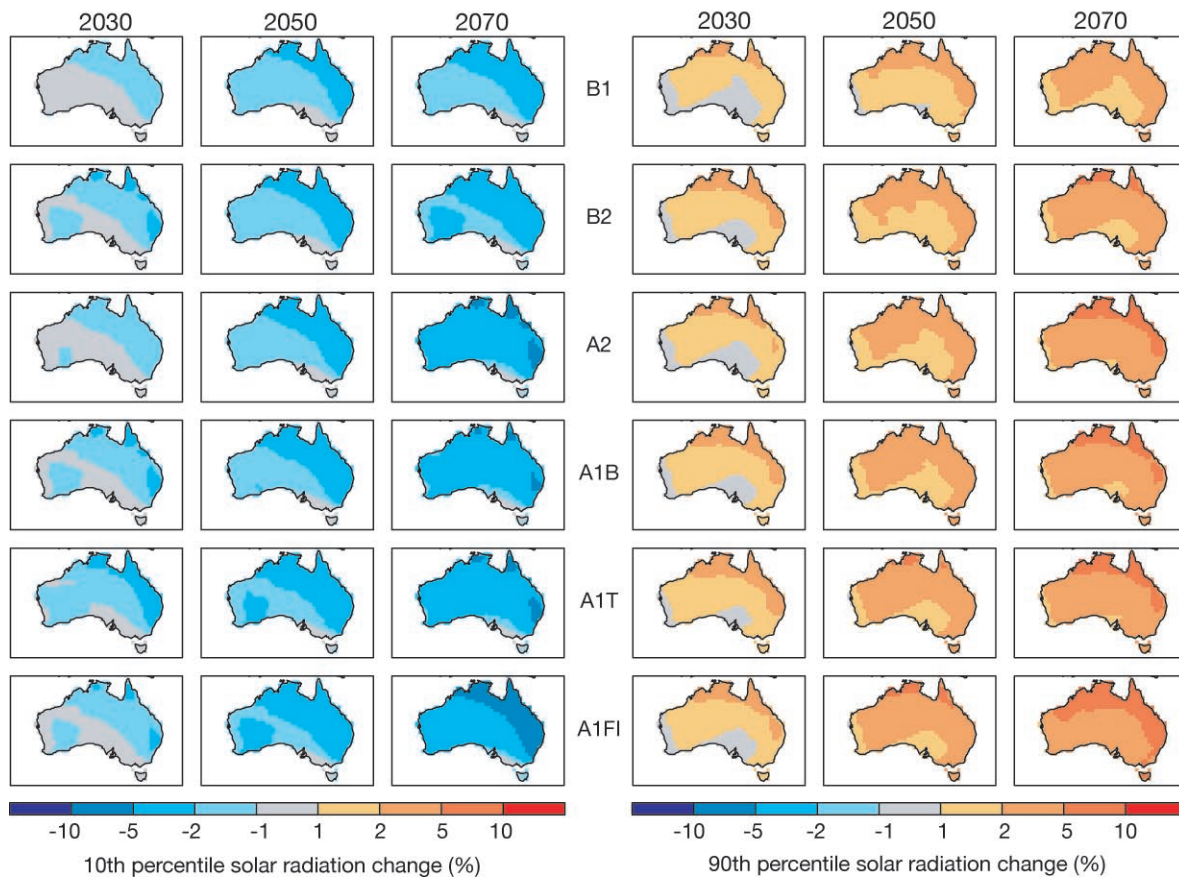 2030 2050 2070 2030 2050 2070
B1
B2
A2
A1B
A1T
A1FI
-10 -5 -2 -1 1 2 5 10 -10 -5 -2 -1 1 2 5 10
10th percentile solar radiation change (%) 90th percentile solar radiation change (%)